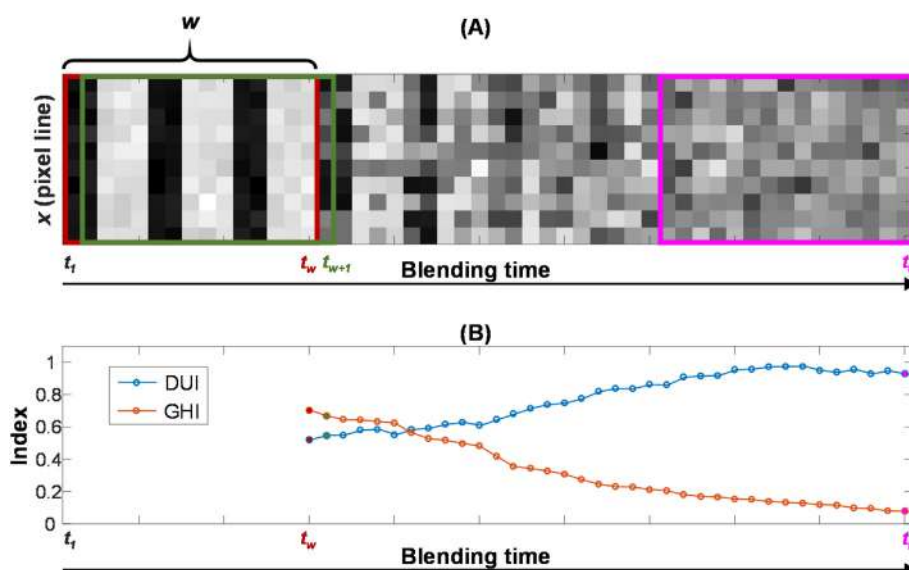 w
(A)
x (pixel line)
t1 tw tw+1
Blending time
(B)
Index
1
0.8
0.6
0.4
0.2
0
DUI
GHI
t1 tw
Blending time